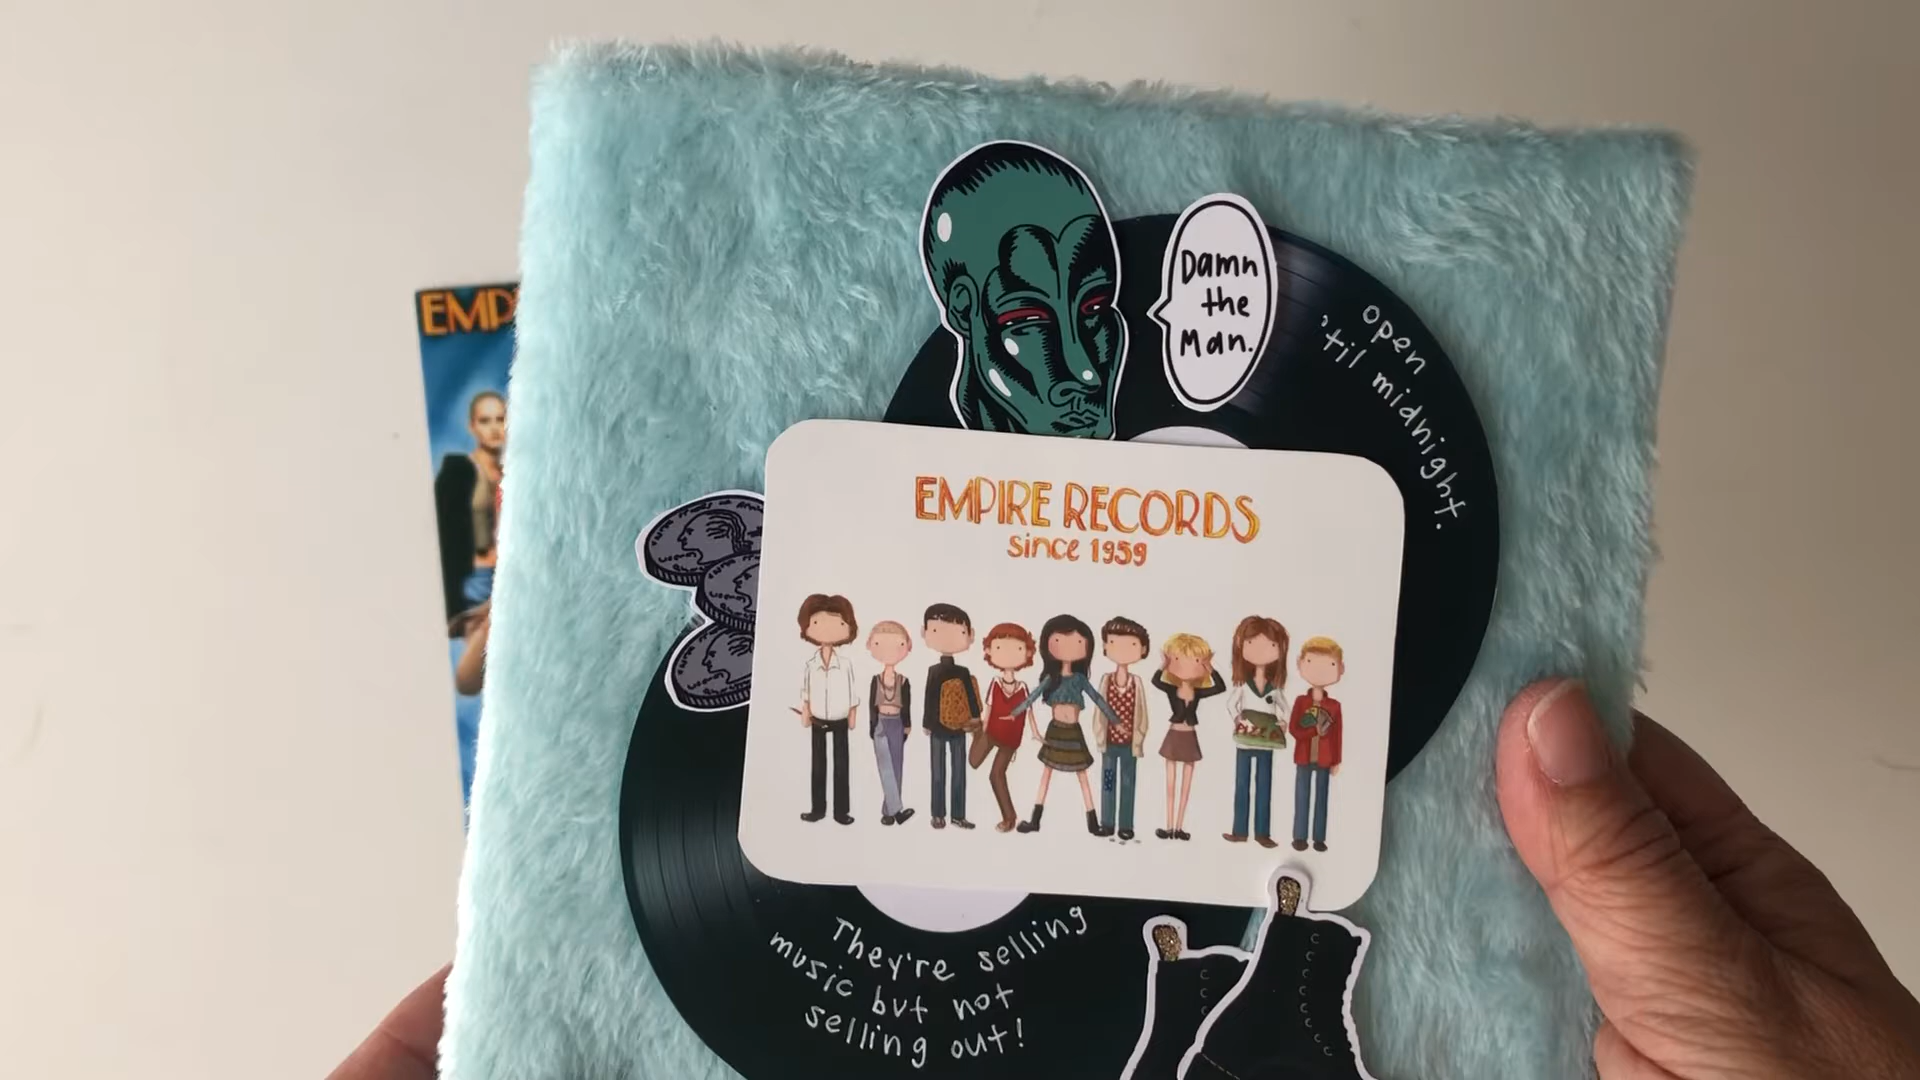 EMP
Damn
the
Man.
open
'til midnight.
EMPIRE RECORDS
since 1959
PIZZA
They're selling
music but not
selling out!